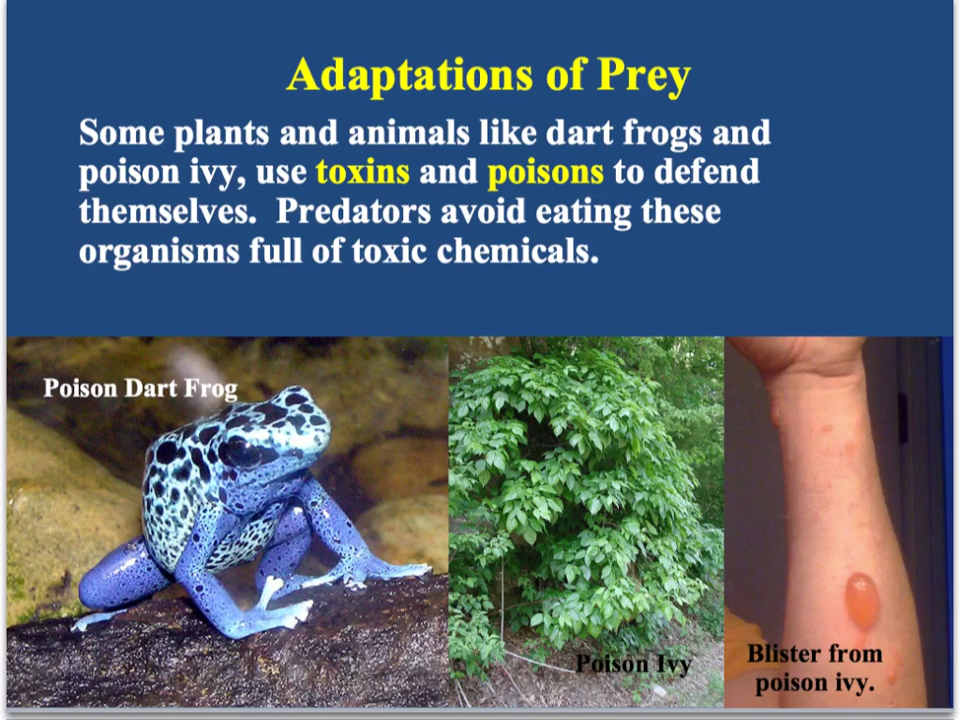 Adaptations of Prey
Some plants and animals like dart frogs and
poison ivy, use toxins and poisons to defend
themselves.  Predators avoid eating these
organisms full of toxic chemicals.
Poison Dart Frog
Poison Ivy
Blister from
poison ivy.